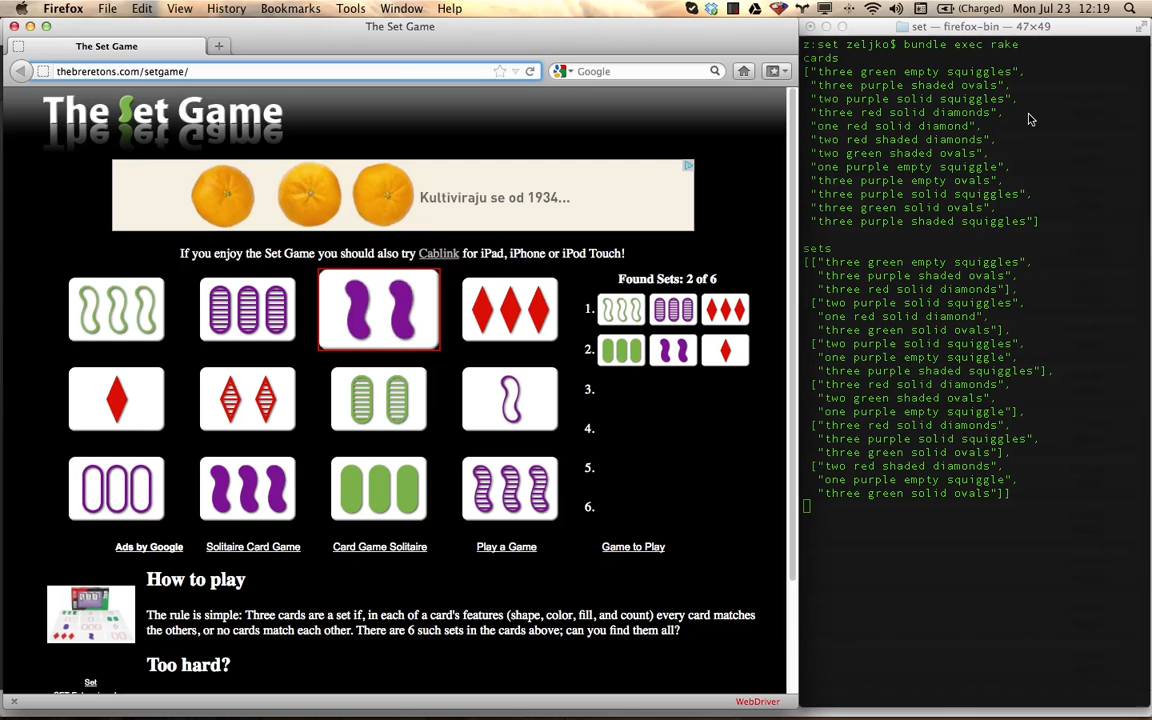 Firefox File Edit View History Bookmarks Tools Window Help (Charged) Mon Jul 23 12:19
The Set Game
The Set Game
thebreretons.com/setgame/
Google
The Set Game
Kultiviraju se od 1934...
If you enjoy the Set Game you should also try Cablink for iPad, iPhone or iPod Touch!
Found Sets: 2 of 6
1.
2.
3.
4.
5.
6.
Ads by Google Solitaire Card Game Card Game Solitaire Play a Game Game to Play
How to play
The rule is simple: Three cards are a set if, in each of a card's features (shape, color, fill, and count) every card matches
the others, or no cards match each other. There are 6 such sets in the cards above; can you find them all?
Too hard?
Set
WebDriver
set — firefox-bin — 47×49
z:set zeljko$ bundle exec rake
cards
["three green empty squiggles",
"three purple shaded ovals",
"two purple solid squiggles",
"three red solid diamonds",
"one red solid diamond",
"two red shaded diamonds",
"two green shaded ovals",
"one purple empty squiggle",
"three purple empty ovals",
"three purple solid squiggles",
"three green solid ovals",
"three purple shaded squiggles"]
sets
[["three green empty squiggles",
"three purple shaded ovals",
"three red solid diamonds"],
["two purple solid squiggles",
"one red solid diamond",
"three green solid ovals"],
["two purple solid squiggles",
"one purple empty squiggle",
"three purple shaded squiggles"],
["three red solid diamonds",
"two green shaded ovals",
"one purple empty squiggle"],
["three red solid diamonds",
"three purple solid squiggles",
"three green solid ovals"],
["two red shaded diamonds",
"one purple empty squiggle",
"three green solid ovals"]]